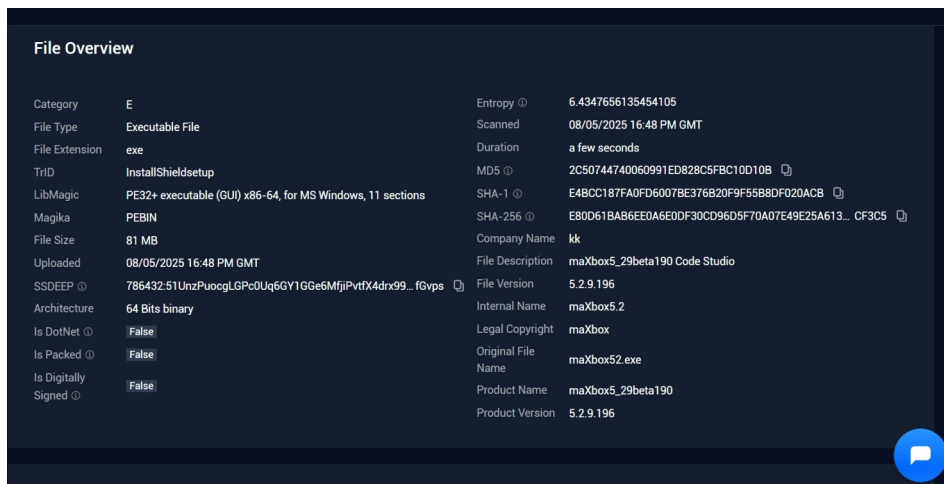 File Overview
Category E
File Type Executable File
File Extension exe
TrID InstallShieldsetup
LibMagic PE32+ executable (GUI) x86-64, for MS Windows, 11 sections
Magika PEBIN
File Size 81 MB
Uploaded 08/05/2025 16:48 PM GMT
SSDEEP 786432:51UnzPuocgLGPc0Uq6GY1GGe6MfjiPvtfX4drx99... fGvps
Architecture 64 Bits binary
Is DotNet False
Is Packed False
Is Digitally
Signed False
Entropy 6.4347656135454105
Scanned 08/05/2025 16:48 PM GMT
Duration a few seconds
MD5 2C50744740060991ED828C5FBC10D10B
SHA-1 E4BCC187FA0FD6007BE376B20F9F55B8DF020ACB
SHA-256 E80D61BAB6EE0A6E0DF30CD96D5F70A07E49E25A613... CF3C5
Company Name kk
File Description maXbox5_29beta190 Code Studio
File Version 5.2.9.196
Internal Name maXbox5.2
Legal Copyright maXbox
Original File
Name maXbox52.exe
Product Name maXbox5_29beta190
Product Version 5.2.9.196